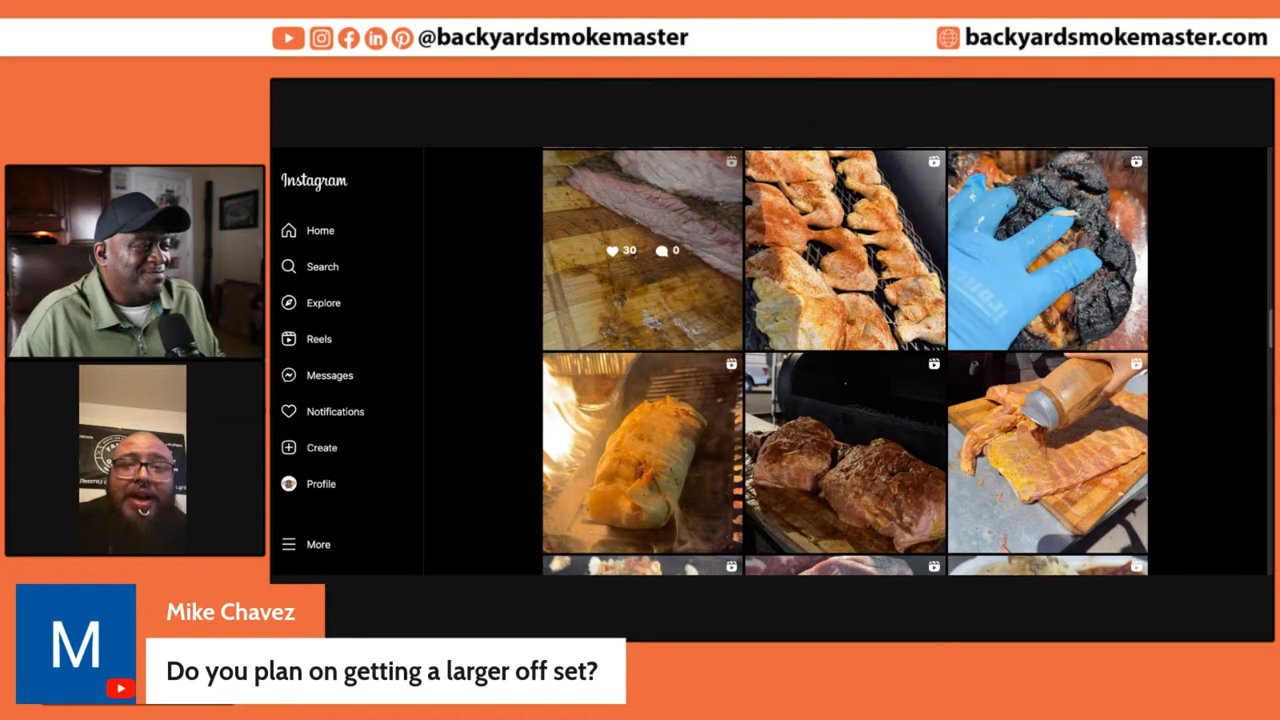 @backyardsmokemaster
backyardsmokemaster.com
Instagram
Home
Search
Explore
Reels
Messages
Notifications
Create
Profile
More
30
0
M
Mike Chavez
Do you plan on getting a larger off set?